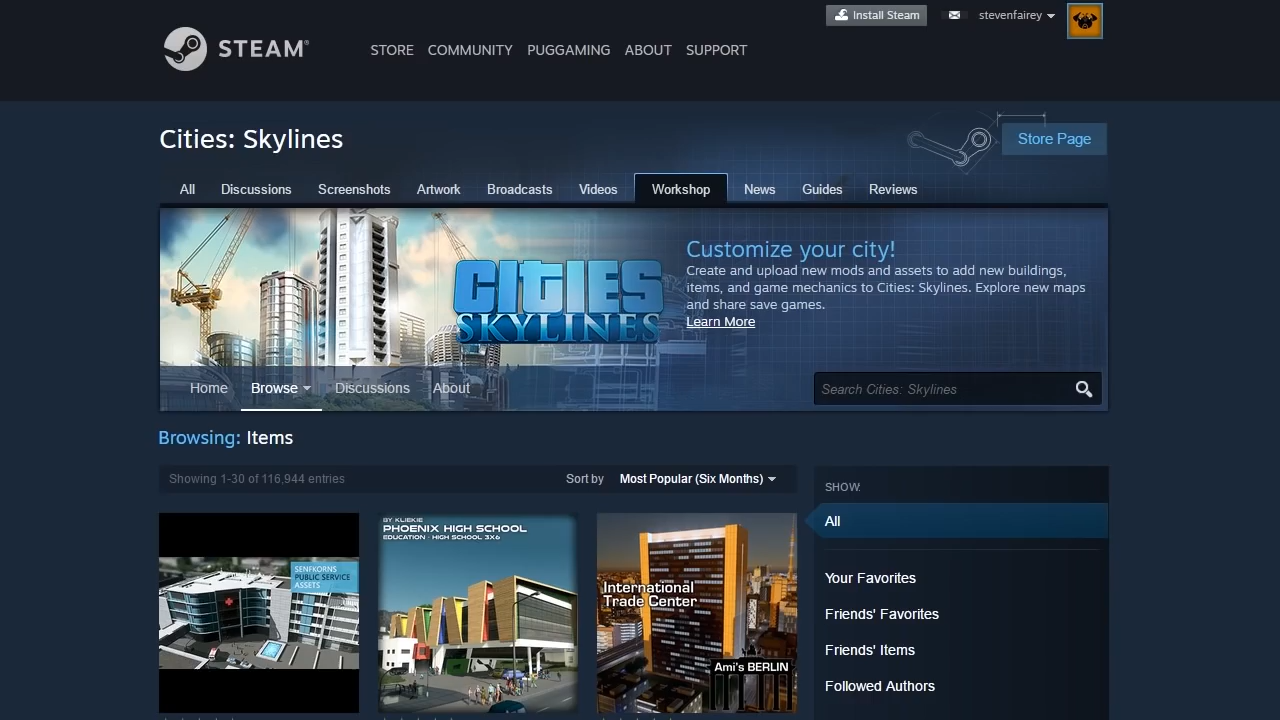 Install Steam
stevenfairey
STEAM®
STORE COMMUNITY PUGGAMING ABOUT SUPPORT
Cities: Skylines
Store Page
All Discussions Screenshots Artwork Broadcasts Videos Workshop News Guides Reviews
CITIES
SKYLINES
Customize your city!
Create and upload new mods and assets to add new buildings,
items, and game mechanics to Cities: Skylines. Explore new maps
and share save games.
Learn More
Home Browse Discussions About
Search Cities: Skylines
Browsing: Items
Showing 1-30 of 116,944 entries
Sort by Most Popular (Six Months)
SENFKORNS
PUBLIC SERVICE
ASSETS
BY KLIEKIE
PHOENIX HIGH SCHOOL
EDUCATION - HIGH SCHOOL 3X6
International
Trade Center
Ami's BERLIN
SHOW:
All
Your Favorites
Friends' Favorites
Friends' Items
Followed Authors